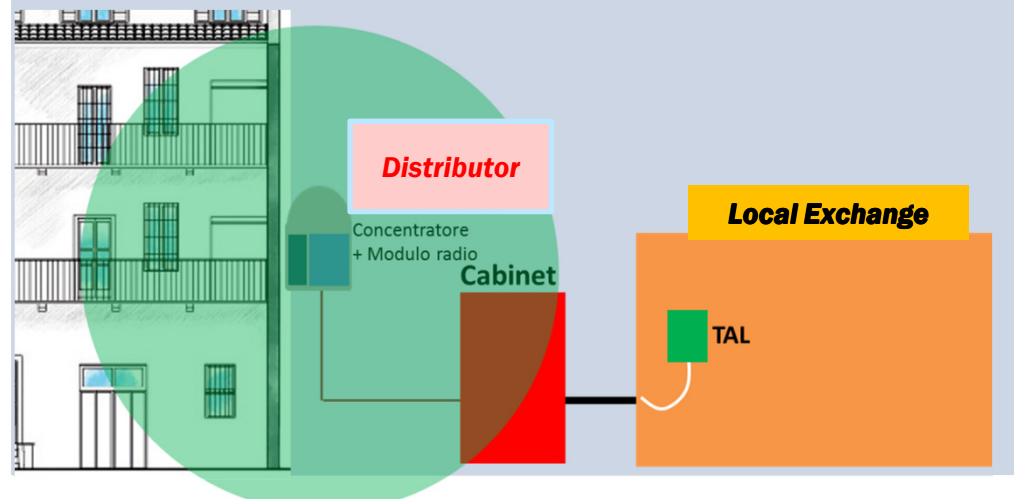 Distributor
Local Exchange
Concentratore
+ Modulo radio
Cabinet
TAL